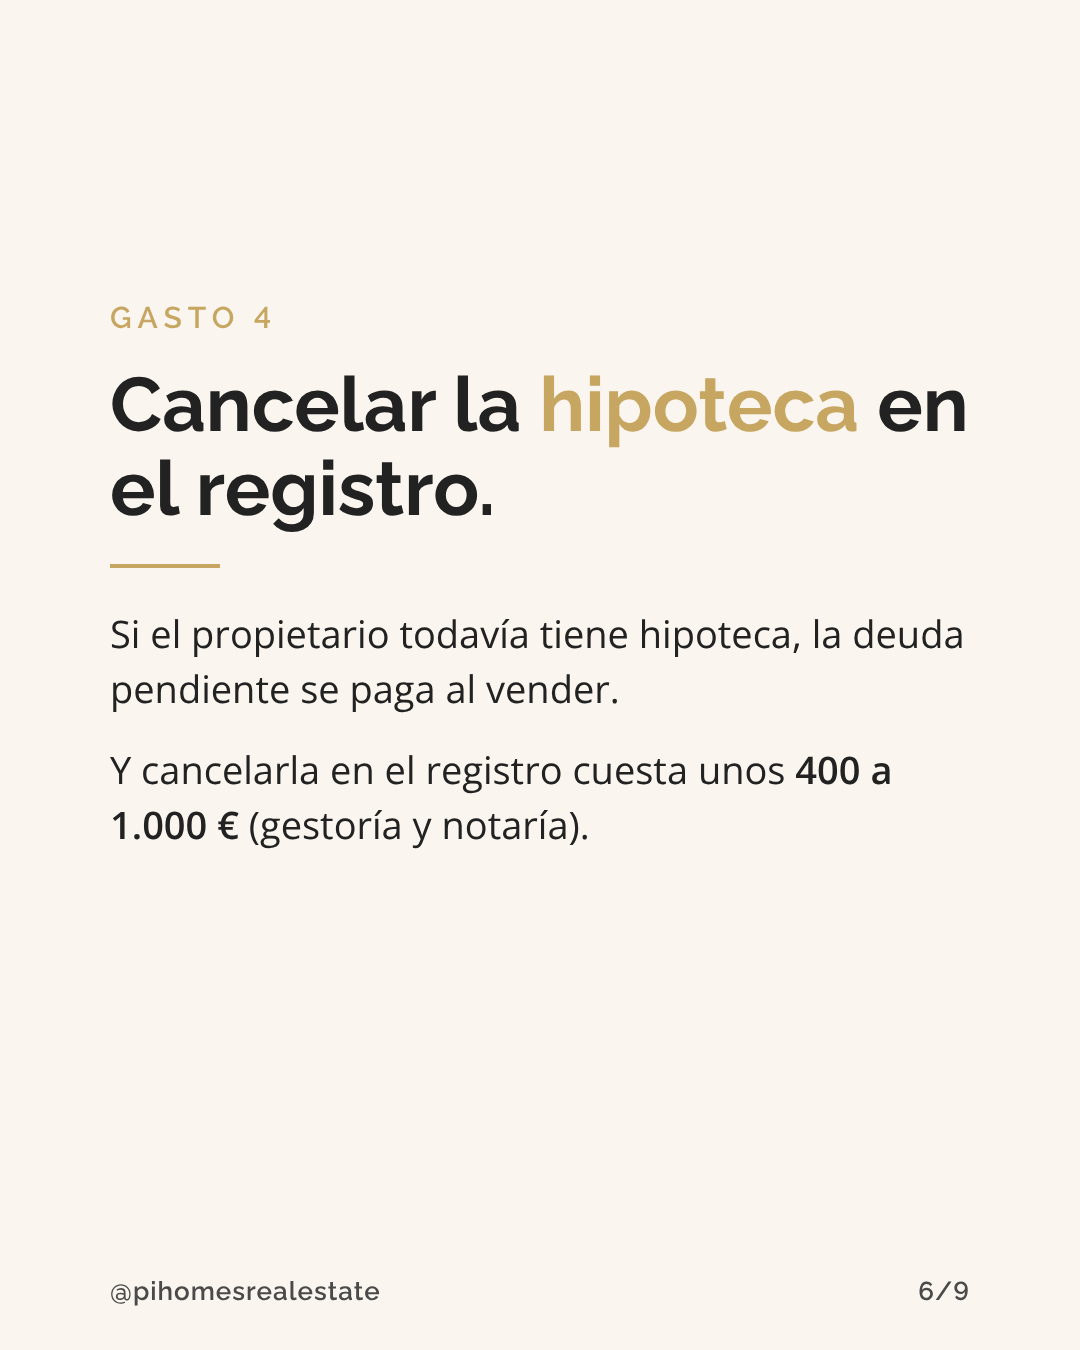 GASTO 4
Cancelar la hipoteca en
el registro.
Si el propietario todavía tiene hipoteca, la deuda
pendiente se paga al vender.
Y cancelarla en el registro cuesta unos 400 a
1.000 € (gestoría y notaría).
@pihomesrealestate
6/9